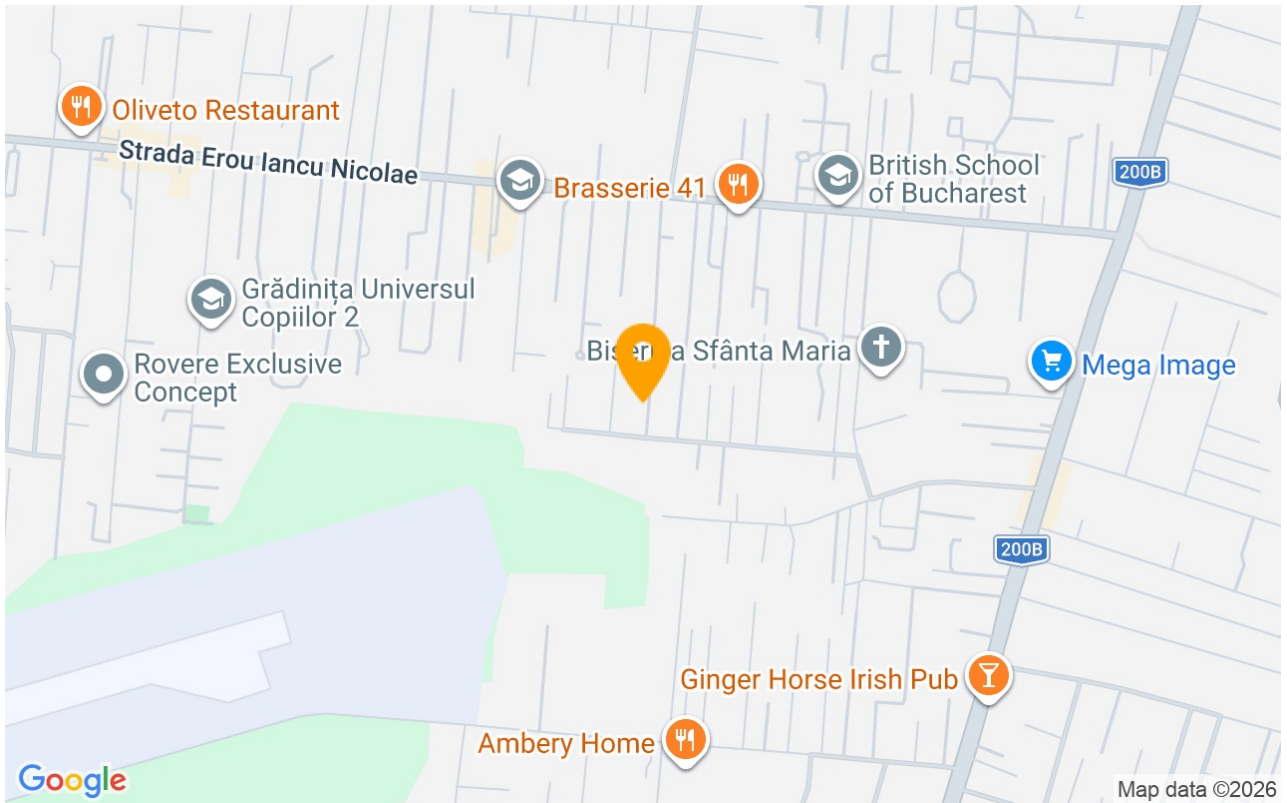 Oliveto Restaurant
Strada Erou Iancu Nicolae
Brasserie 41
British School
of Bucharest
200B
Grădinița Universul
Copiilor 2
Rovere Exclusive
Concept
Sfânta Maria
Mega Image
200B
Ginger Horse Irish Pub
Ambery Home
Google
Map data ©2026